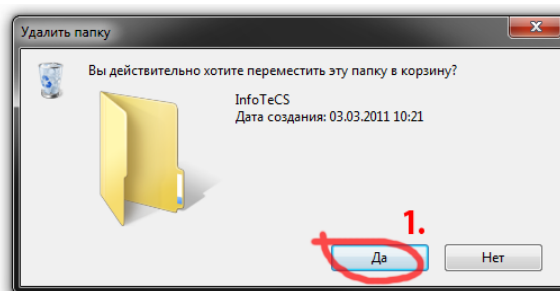 Удалить папку
Вы действительно хотите переместить эту папку в корзину?
InfoTeCS
Дата создания: 03.03.2011 10:21
1.
Да
Нет